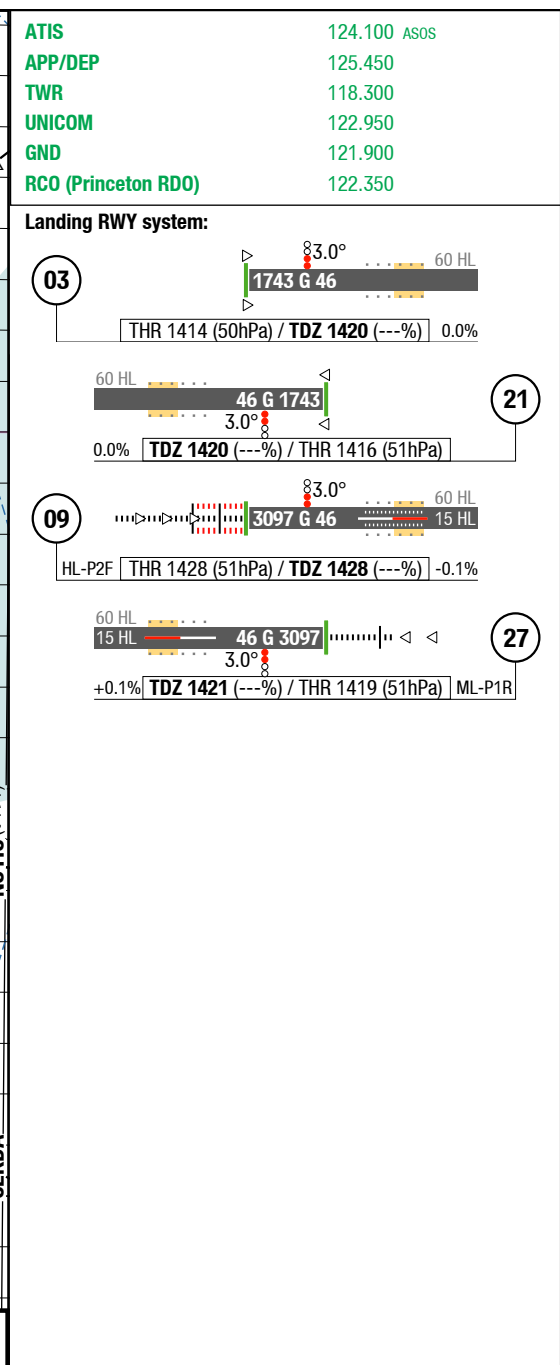 ATIS 124.100 ASOS
APP/DEP 125.450
TWR 118.300
UNICOM 122.950
GND 121.900
RCO (Princeton RDO) 122.350
Landing RWY system:
3.0° 60 HL
03 1743 G 46
THR 1414 (50hPa) / TDZ 1420 (---%) 0.0%
60 HL
46 G 1743 21
3.0°
0.0% TDZ 1420 (---%) / THR 1416 (51hPa)
3.0° 60 HL
09 3097 G 46 15 HL
HL-P2F THR 1428 (51hPa) / TDZ 1428 (---%) -0.1%
60 HL
15 HL 46 G 3097 27
3.0°
+0.1% TDZ 1421 (---%) / THR 1419 (51hPa) ML-P1R